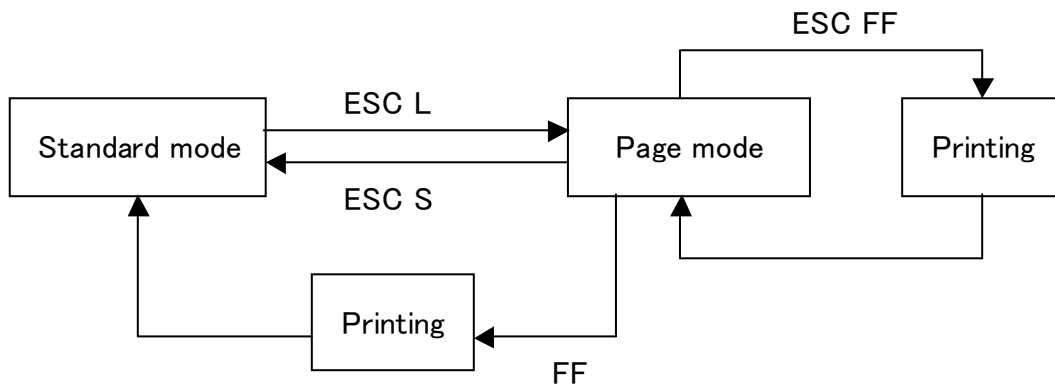 ESC FF
ESC L
Standard mode
Page mode
Printing
ESC S
Printing
FF